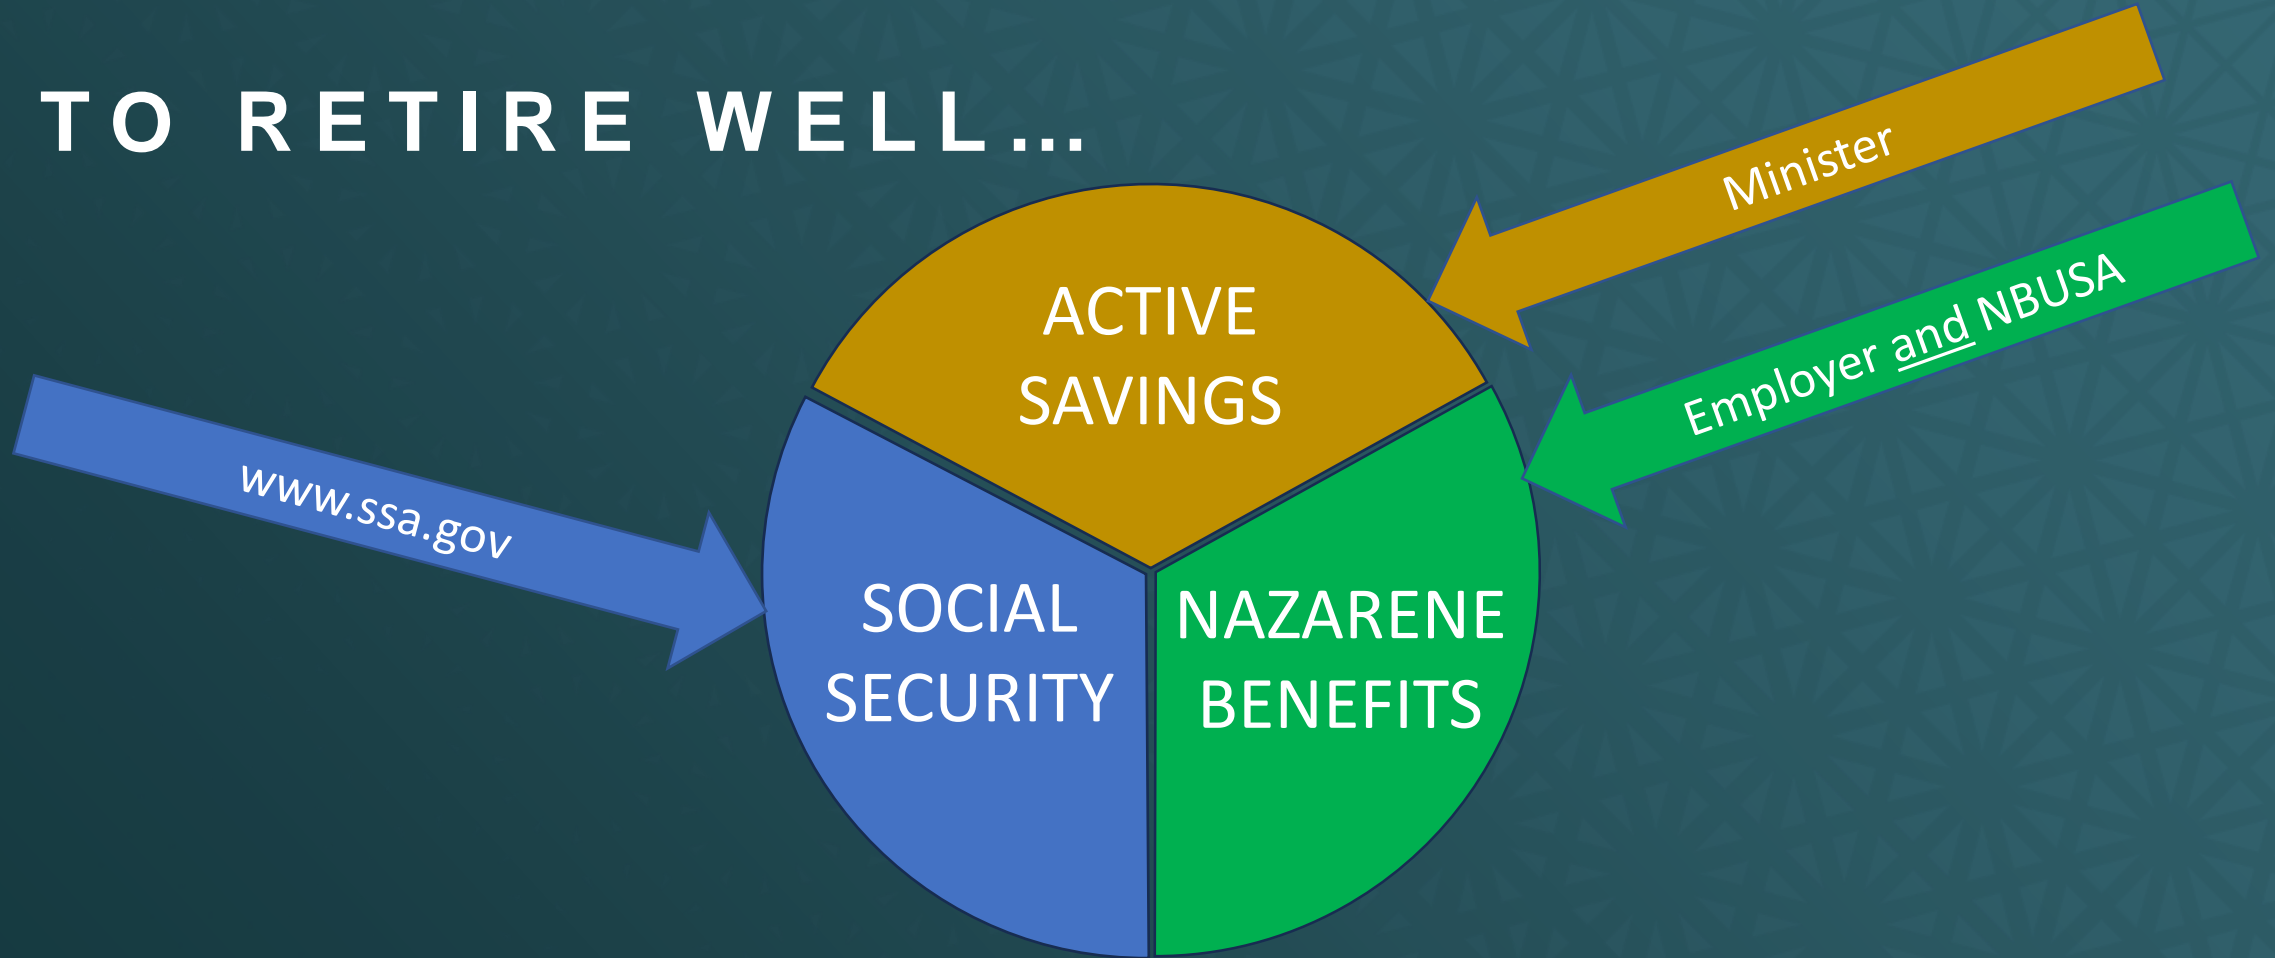 TO RETIRE WELL...
Minister
Employer and NBUSA
ACTIVE
SAVINGS
www.ssa.gov
SOCIAL
SECURITY
NAZARENE
BENEFITS